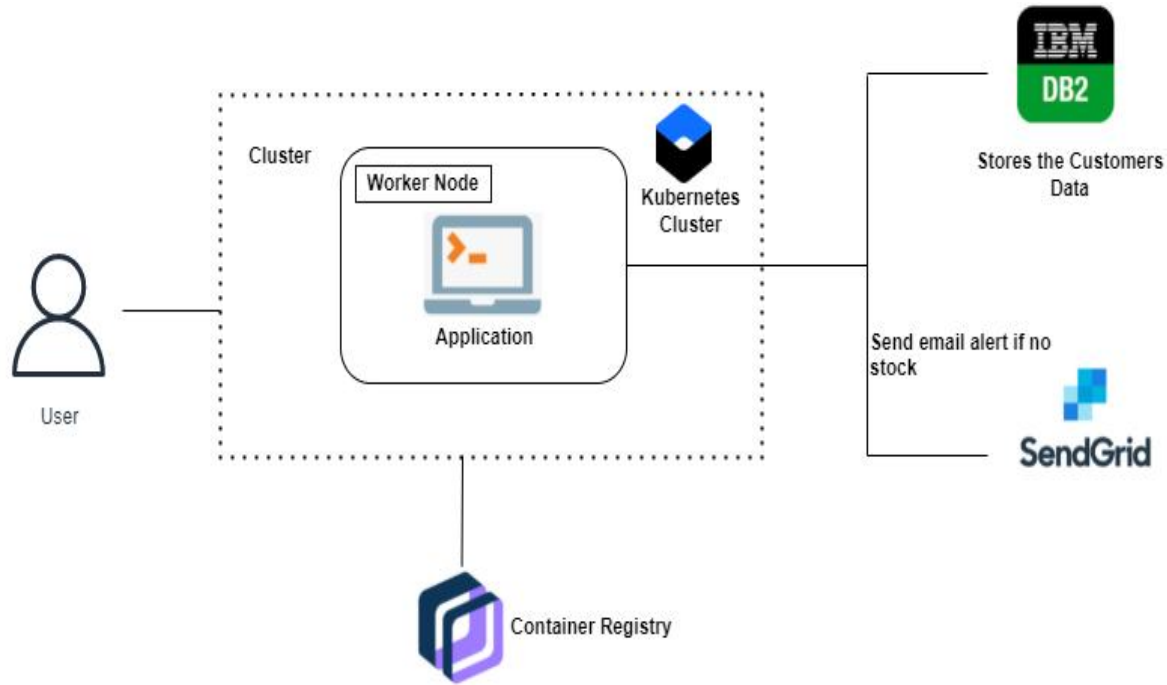 IBM
DB2
Stores the Customers
Data
Cluster
Kubernetes
Cluster
Worker Node
Application
User
Send email alert if no
stock
SendGrid
Container Registry